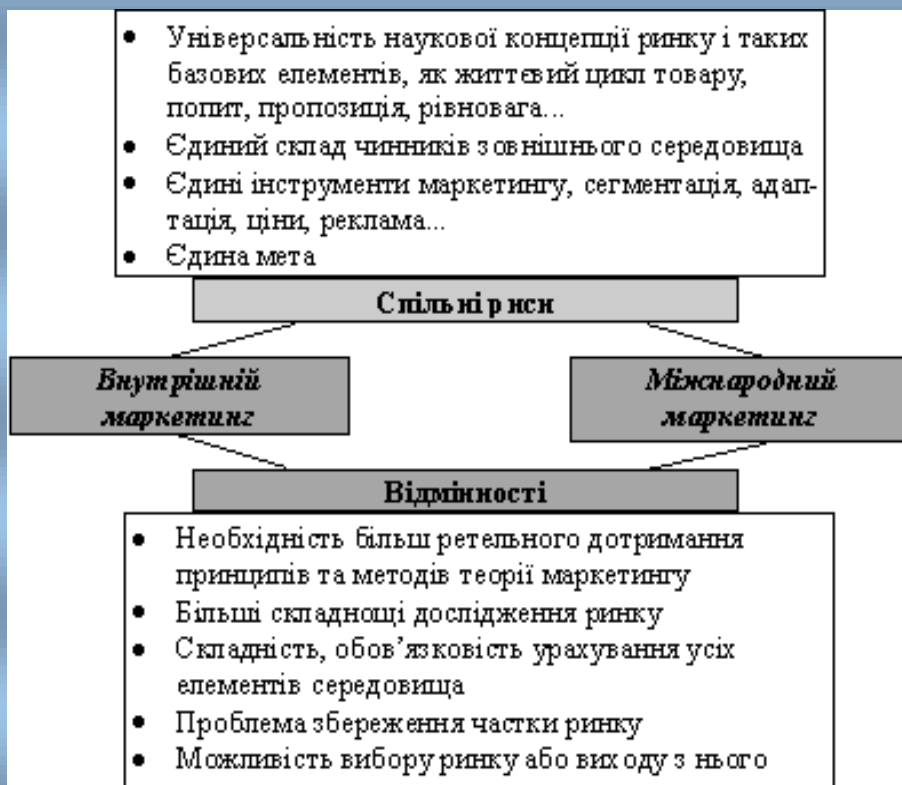 • Універсальність наукової концепції ринку і таких
базових елементів, як життєвий цикл товару,
попит, пропозиція, рівновага...
• Єдиний склад чинників зовнішнього середовища
• Єдині інструменти маркетингу, сегментація, адап-
тація, ціни, реклама...
• Єдина мета
Спільні риси
Внутрішній
маркетинг
Міжнародний
маркетинг
Відмінності
• Необхідність більш ретельного дотримання
принципів та методів теорії маркетингу
• Більші складнощі дослідження ринку
• Складність, обов’язковість урахування усіх
елементів середовища
• Проблема збереження частки ринку
• Можливість вибору ринку або виходу з нього